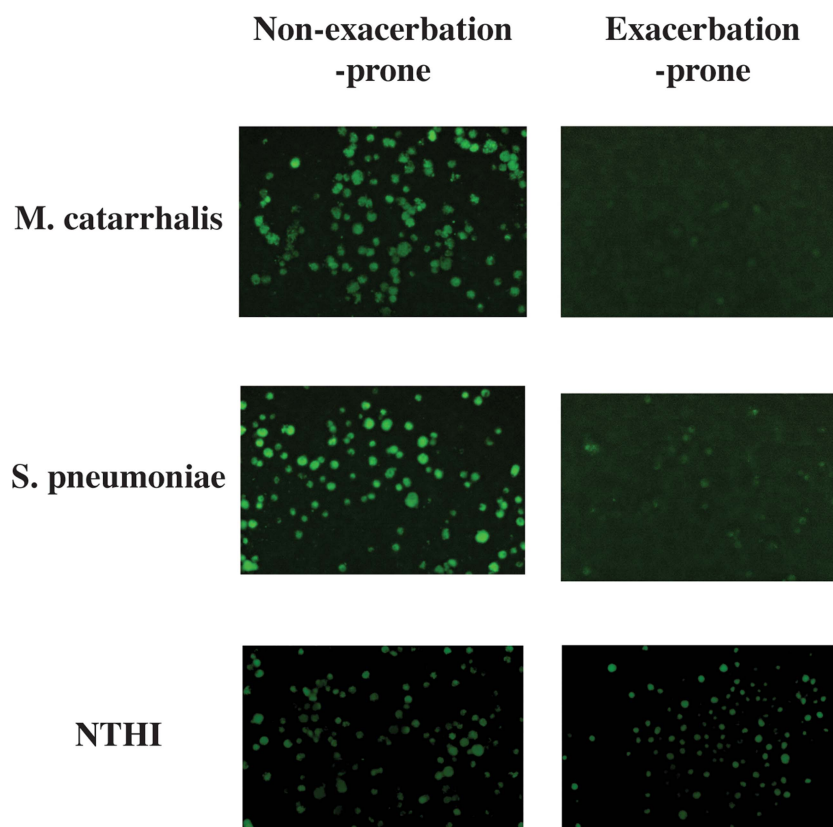 Non-exacerbation
-prone
Exacerbation
-prone
M. catarrhalis
S. pneumoniae
NTHI